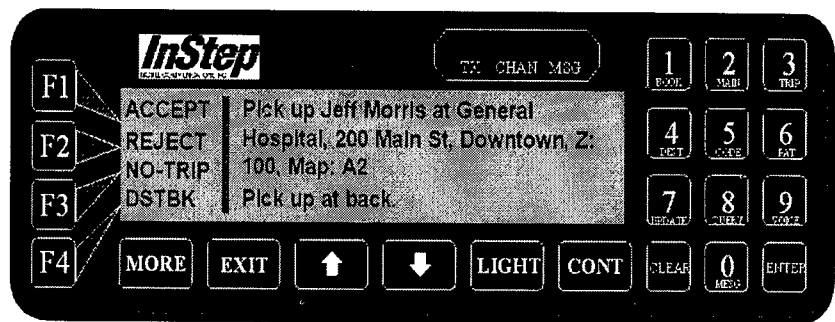 InStep
TX CHAN MSG
F1
F2
F3
F4
ACCEPT
REJECT
NO-TRIP
DSTBK
Pick up Jeff Morris at General
Hospital, 200 Main St, Downtown, Z:
100, Map: A2
Pick up at back.
MORE EXIT LIGHT CONT
1 BOOK
2 MAIN
3 TRIP
4 DEST
5 CODE
6 PAT
7 UPDATE
8 QUERY
9 VOICE
CLEAR
0 MESG
ENTER